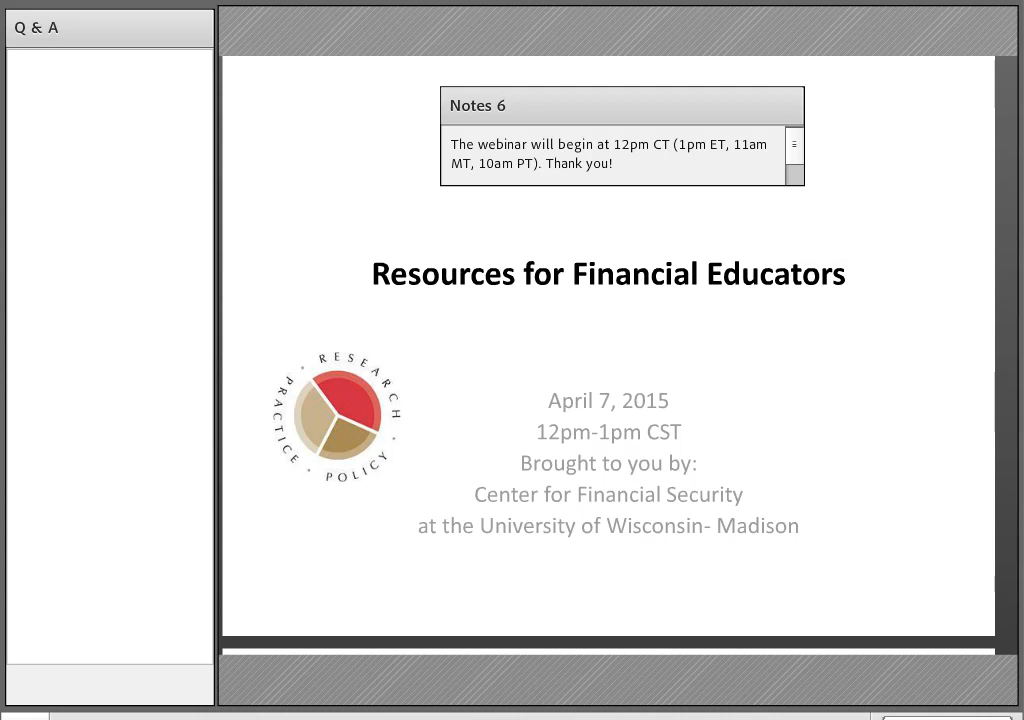 Q & A
Notes 6
The webinar will begin at 12pm CT (1pm ET, 11am
MT, 10am PT). Thank you!
Resources for Financial Educators
RESEARCH • POLICY • PRACTICE •
April 7, 2015
12pm-1pm CST
Brought to you by:
Center for Financial Security
at the University of Wisconsin- Madison